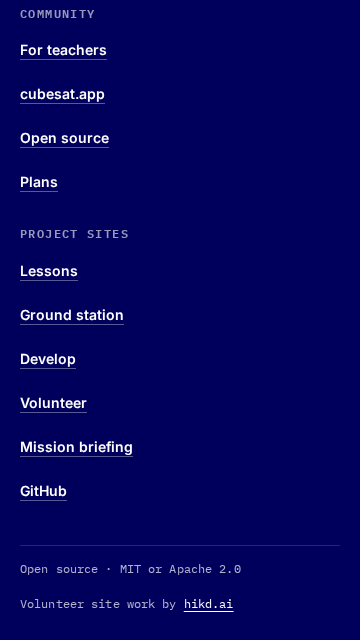 COMMUNITY
For teachers
cubesat.app
Open source
Plans
PROJECT SITES
Lessons
Ground station
Develop
Volunteer
Mission briefing
GitHub
Open source · MIT or Apache 2.0
Volunteer site work by hikd.ai